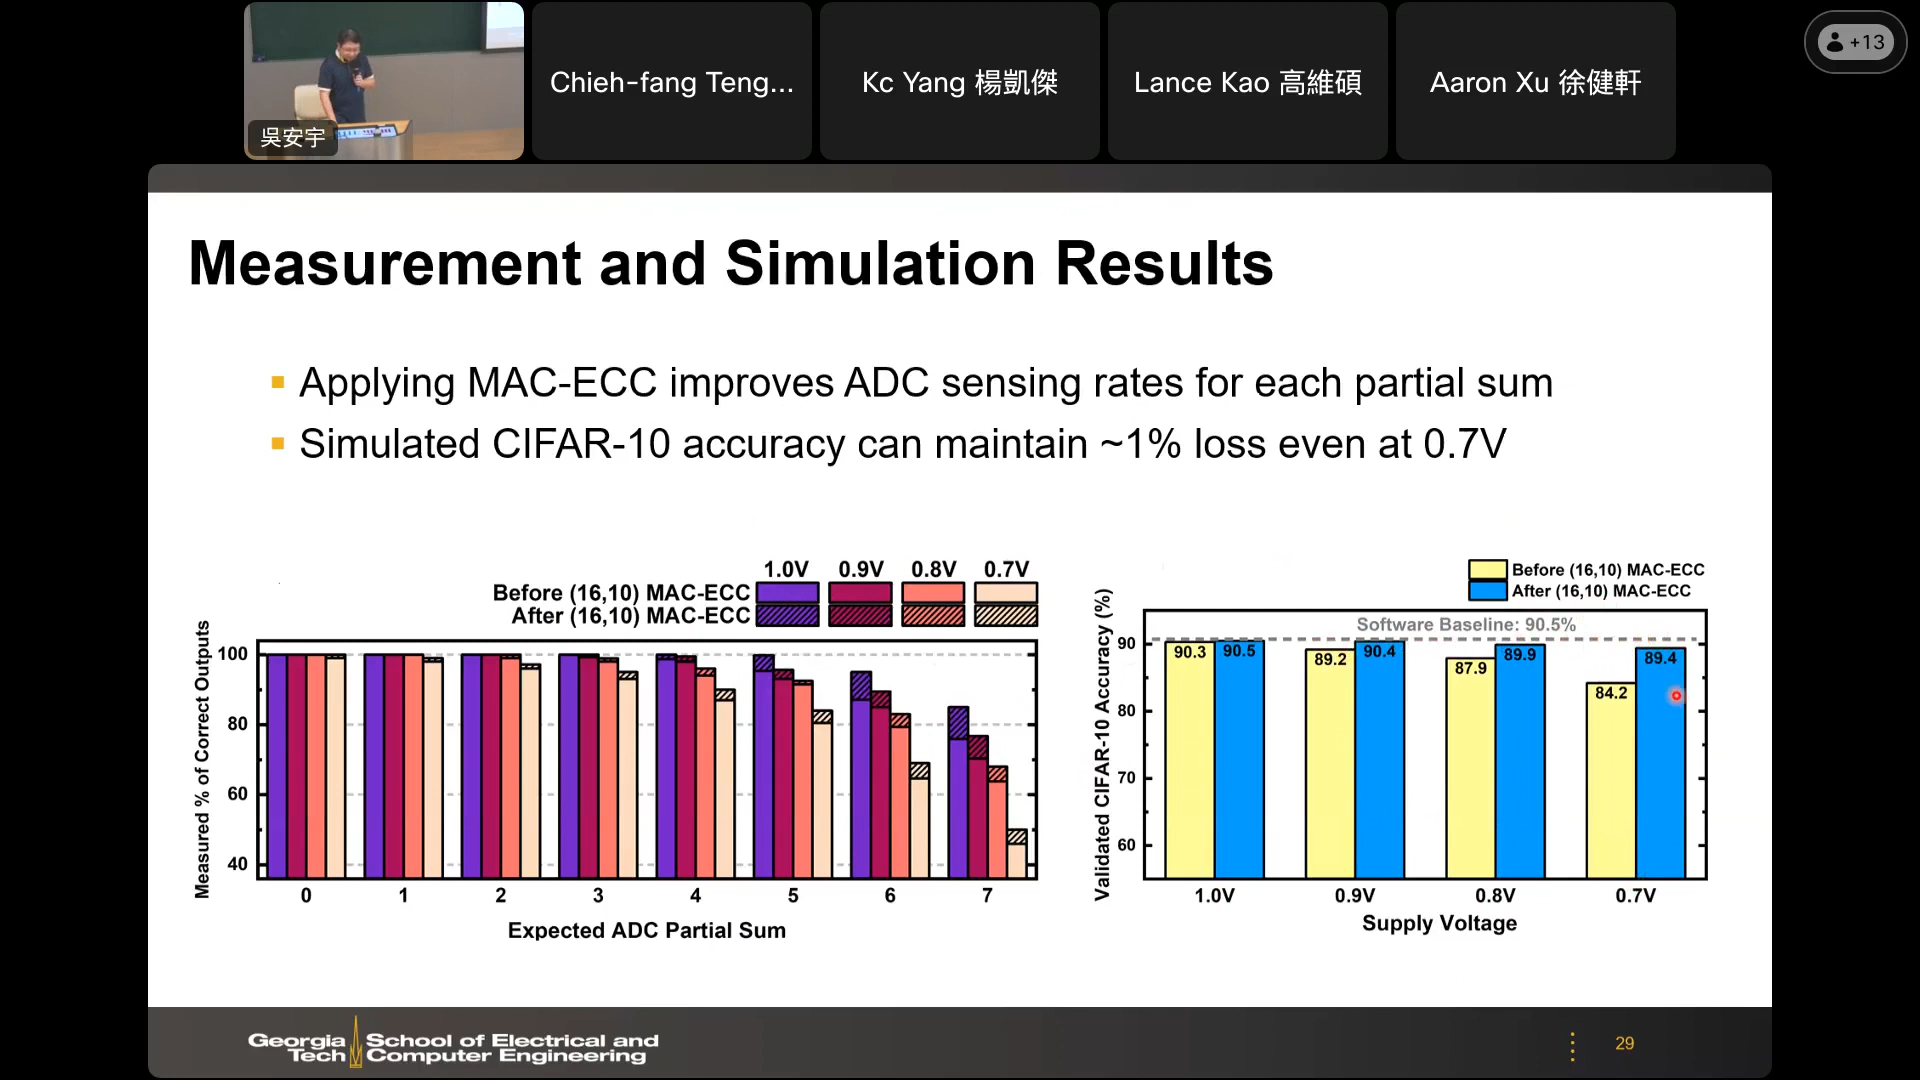 吳安宇
Chieh-fang Teng...
Kc Yang 楊凱傑
Lance Kao 高維碩
Aaron Xu 徐健軒
+13
Measurement and Simulation Results
Applying MAC-ECC improves ADC sensing rates for each partial sum
Simulated CIFAR-10 accuracy can maintain ~1% loss even at 0.7V
1.0V 0.9V 0.8V 0.7V
Before (16,10) MAC-ECC
After (16,10) MAC-ECC
Measured % of Correct Outputs
100
80
60
40
0 1 2 3 4 5 6 7
Expected ADC Partial Sum
Before (16,10) MAC-ECC
After (16,10) MAC-ECC
Validated CIFAR-10 Accuracy (%)
Software Baseline: 90.5%
90
80
70
60
90.3 90.5 89.2 90.4 87.9 89.9 84.2 89.4
1.0V 0.9V 0.8V 0.7V
Supply Voltage
Georgia Tech
School of Electrical and
Computer Engineering
29